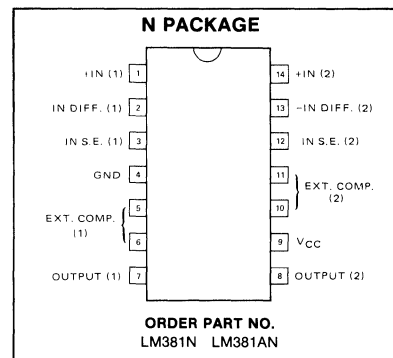 N PACKAGE
+IN (1) 1 14 +IN (2)
IN DIFF. (1) 2 13 −IN DIFF. (2)
IN S.E. (1) 3 12 IN S.E. (2)
GND 4 11
EXT. COMP. (2)
5 10
EXT. COMP. (1)
6 9 VCC
OUTPUT (1) 7 8 OUTPUT (2)
ORDER PART NO.
LM381N LM381AN